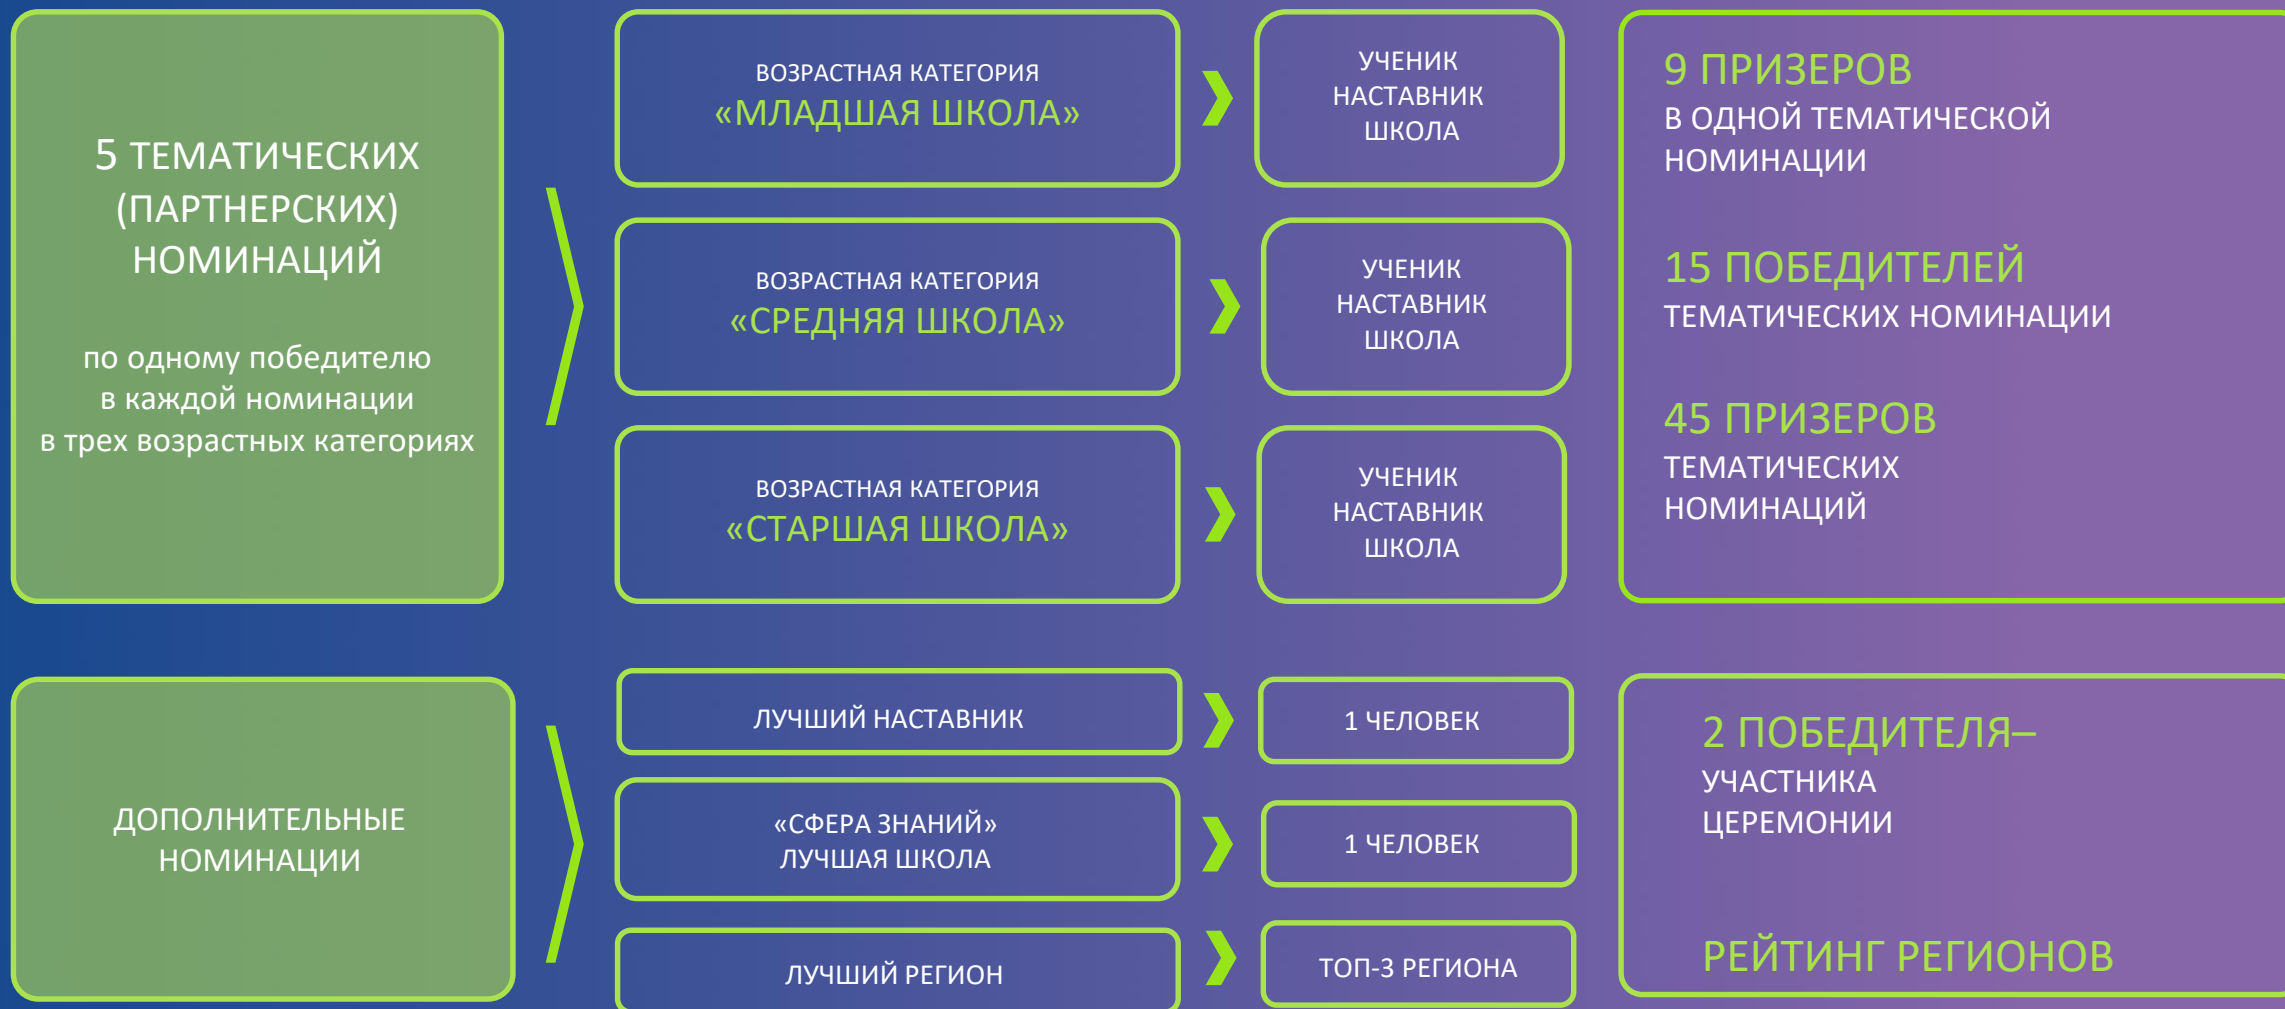 5 ТЕМАТИЧЕСКИХ
(ПАРТНЕРСКИХ)
НОМИНАЦИЙ
по одному победителю
в каждой номинации
в трех возрастных категориях
ВОЗРАСТНАЯ КАТЕГОРИЯ
«МЛАДШАЯ ШКОЛА»
УЧЕНИК
НАСТАВНИК
ШКОЛА
ВОЗРАСТНАЯ КАТЕГОРИЯ
«СРЕДНЯЯ ШКОЛА»
УЧЕНИК
НАСТАВНИК
ШКОЛА
ВОЗРАСТНАЯ КАТЕГОРИЯ
«СТАРШАЯ ШКОЛА»
УЧЕНИК
НАСТАВНИК
ШКОЛА
9 ПРИЗЕРОВ
В ОДНОЙ ТЕМАТИЧЕСКОЙ
НОМИНАЦИИ
15 ПОБЕДИТЕЛЕЙ
ТЕМАТИЧЕСКИХ НОМИНАЦИИ
45 ПРИЗЕРОВ
ТЕМАТИЧЕСКИХ
НОМИНАЦИЙ
ДОПОЛНИТЕЛЬНЫЕ
НОМИНАЦИИ
ЛУЧШИЙ НАСТАВНИК
1 ЧЕЛОВЕК
«СФЕРА ЗНАНИЙ»
ЛУЧШАЯ ШКОЛА
1 ЧЕЛОВЕК
ЛУЧШИЙ РЕГИОН
ТОП-3 РЕГИОНА
2 ПОБЕДИТЕЛЯ–
УЧАСТНИКА
ЦЕРЕМОНИИ
РЕЙТИНГ РЕГИОНОВ